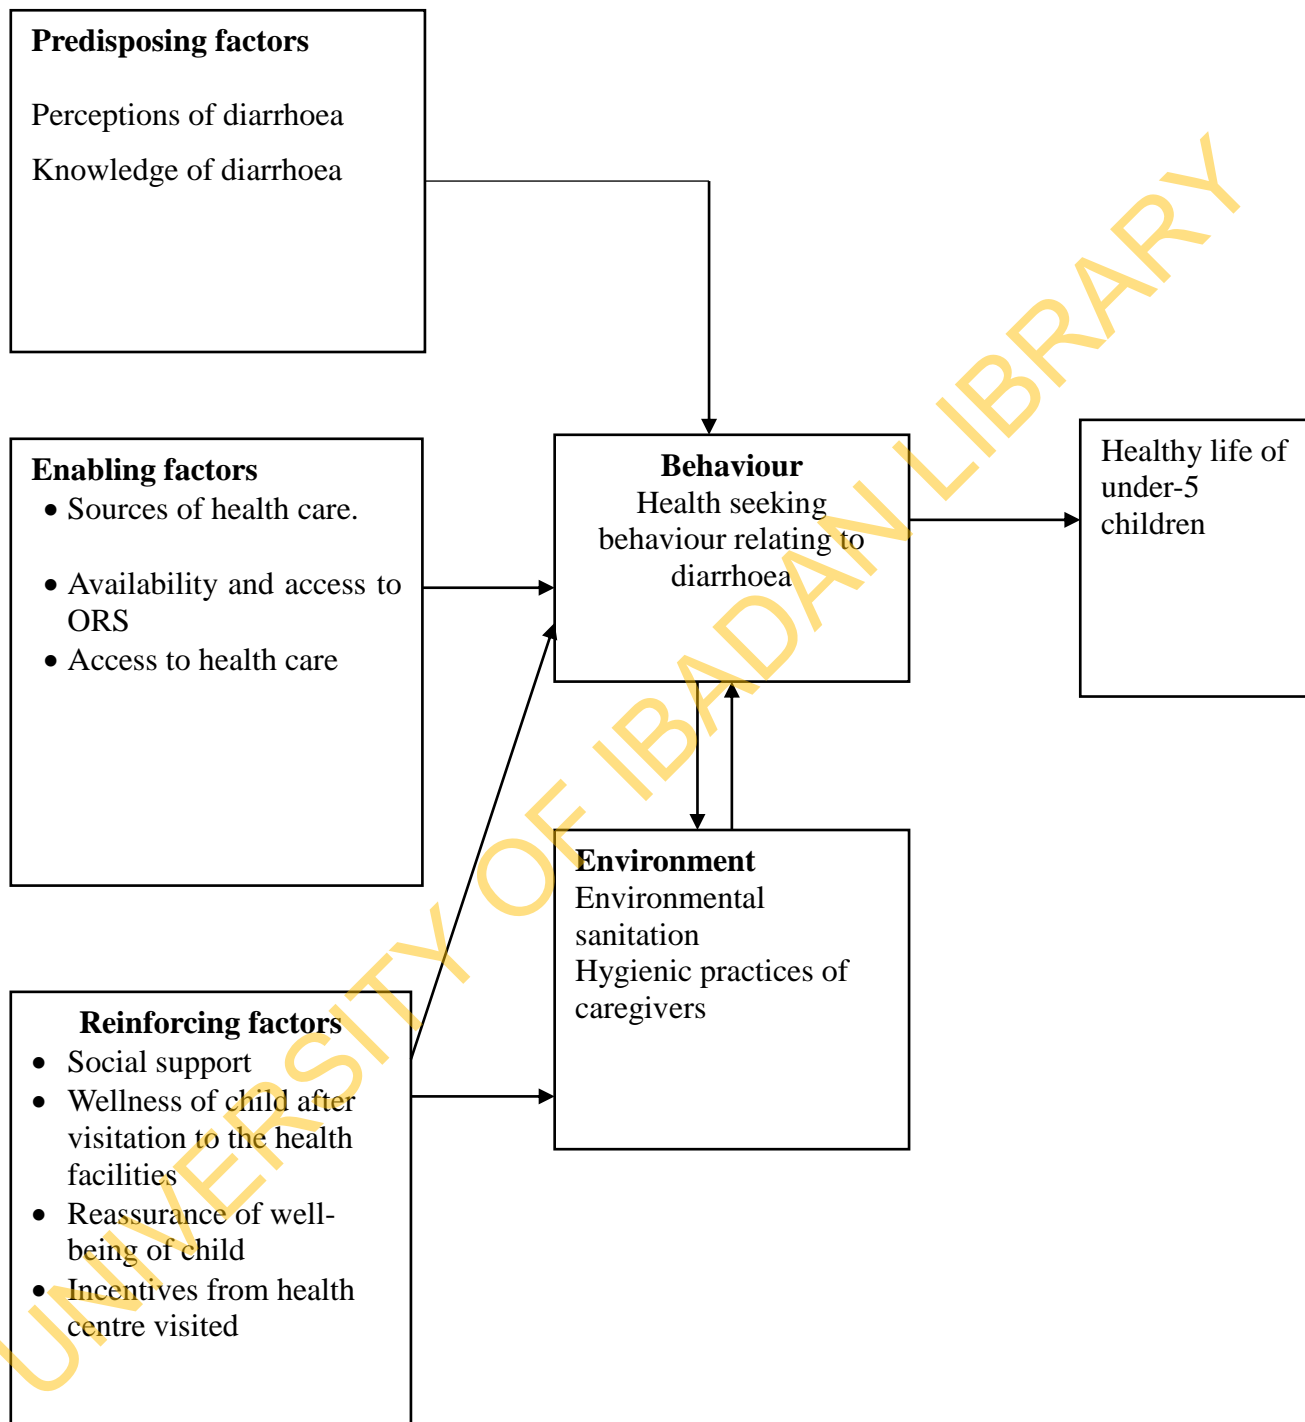 Predisposing factors
Perceptions of diarrhoea
Knowledge of diarrhoea
Enabling factors
• Sources of health care.
• Availability and access to
ORS
• Access to health care
Reinforcing factors
• Social support
• Wellness of child after
visitation to the health
facilities
• Reassurance of well-
being of child
• Incentives from health
centre visited
Behaviour
Health seeking
behaviour relating to
diarrhoea
Environment
Environmental
sanitation
Hygienic practices of
caregivers
Healthy life of
under-5
children
UNIVERSITY OF IBADAN LIBRARY